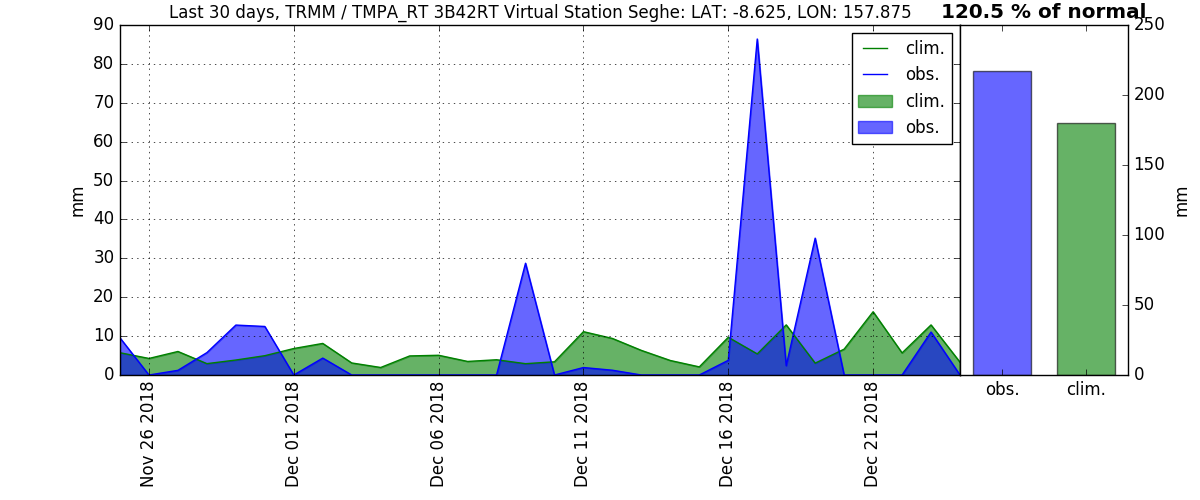 Last 30 days, TRMM / TMPA_RT 3B42RT Virtual Station Seghe: LAT: -8.625, LON: 157.875
120.5 % of normal
90
80
70
60
50
40
30
20
10
0
mm
clim.
obs.
clim.
obs.
Nov 26 2018
Dec 01 2018
Dec 06 2018
Dec 11 2018
Dec 16 2018
Dec 21 2018
250
200
150
100
50
0
mm
obs.
clim.